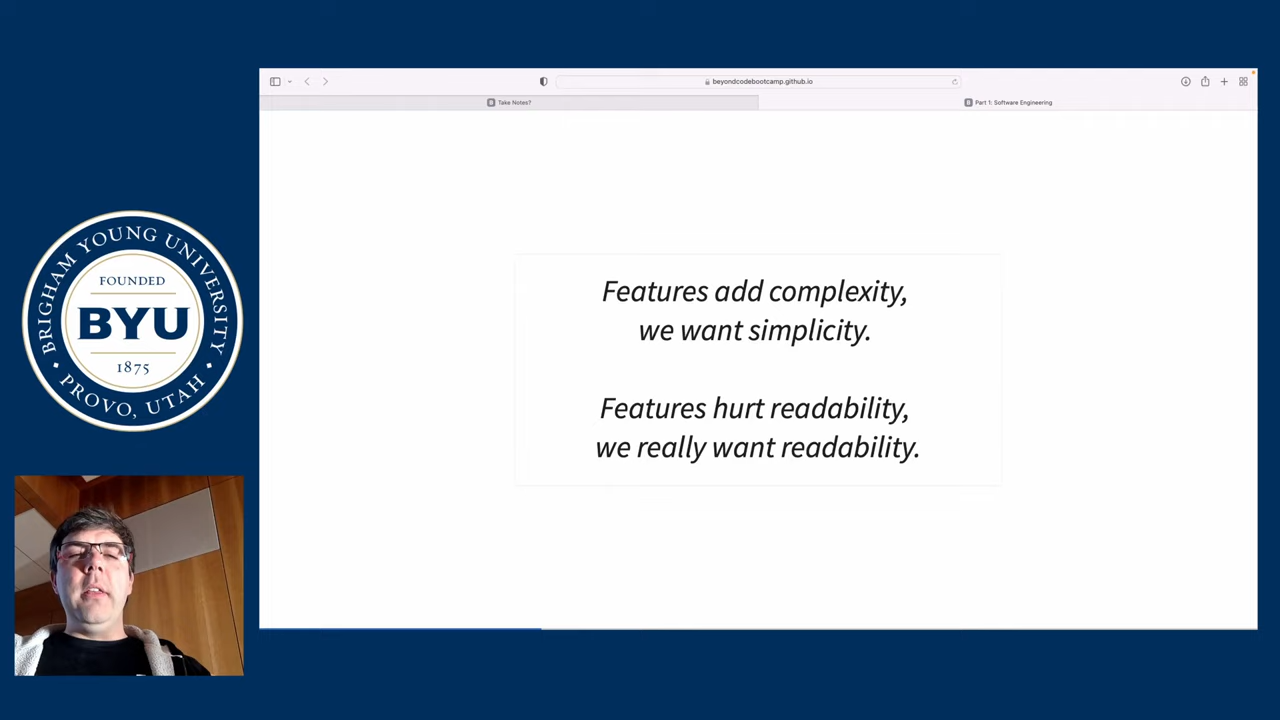 beyondcodebootcamp.github.io
Take Notes?
Part 1: Software Engineering
BRIGHAM YOUNG UNIVERSITY
FOUNDED
BYU
1875
PROVO, UTAH
Features add complexity,
we want simplicity.
Features hurt readability,
we really want readability.